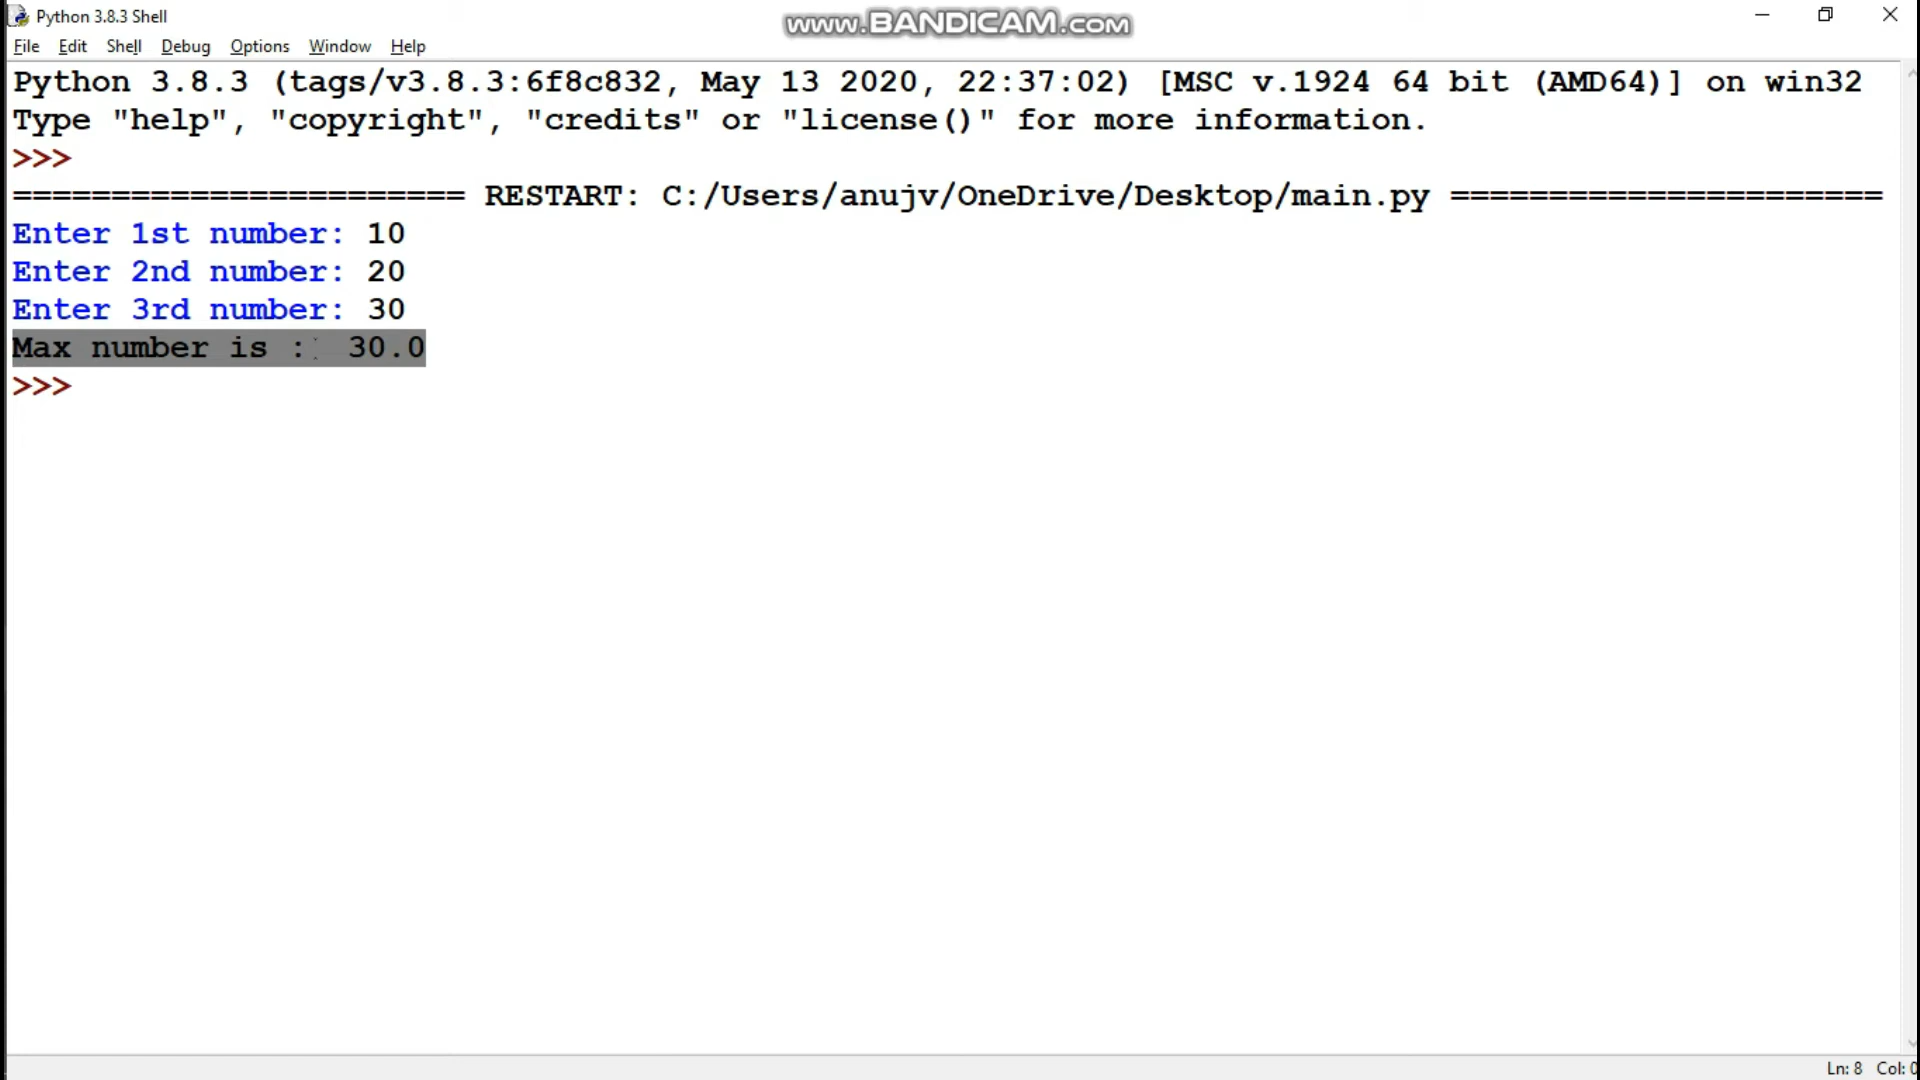 Python 3.8.3 Shell
www.BANDICAM.com
File Edit Shell Debug Options Window Help
Python 3.8.3 (tags/v3.8.3:6f8c832, May 13 2020, 22:37:02) [MSC v.1924 64 bit (AMD64)] on win32
Type "help", "copyright", "credits" or "license()" for more information.
>>>
======================= RESTART: C:/Users/anujv/OneDrive/Desktop/main.py ======================
Enter 1st number: 10
Enter 2nd number: 20
Enter 3rd number: 30
Max number is :  30.0
>>>
Ln: 8 Col: 0